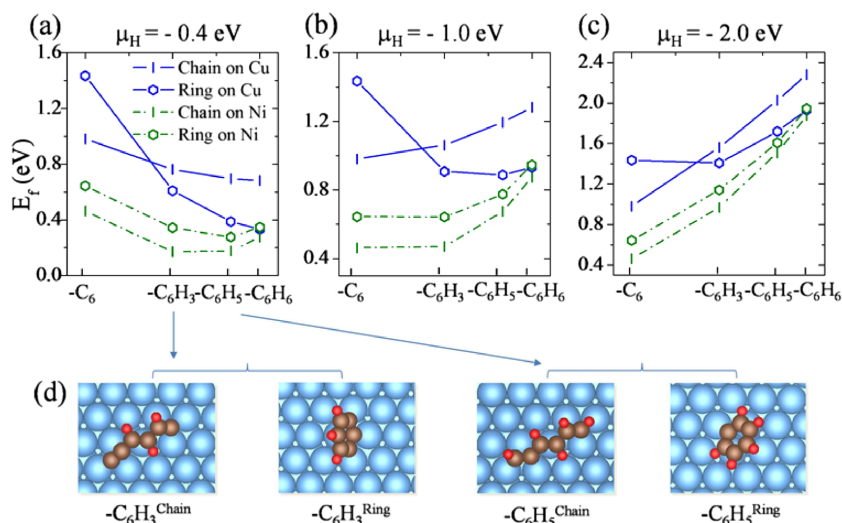 (a) μH = - 0.4 eV (b) μH = - 1.0 eV (c) μH = - 2.0 eV
1.6
1.2
0.8
0.4
0.0
Ef (eV)
Chain on Cu
Ring on Cu
Chain on Ni
Ring on Ni
1.6
1.2
0.8
0.4
2.4
2.0
1.6
1.2
0.8
0.4
-C6 -C6H3 -C6H5 -C6H6
-C6 -C6H3 -C6H5 -C6H6
-C6 -C6H3 -C6H5 -C6H6
(d)
-C6H3Chain -C6H3Ring -C6H5Chain -C6H5Ring